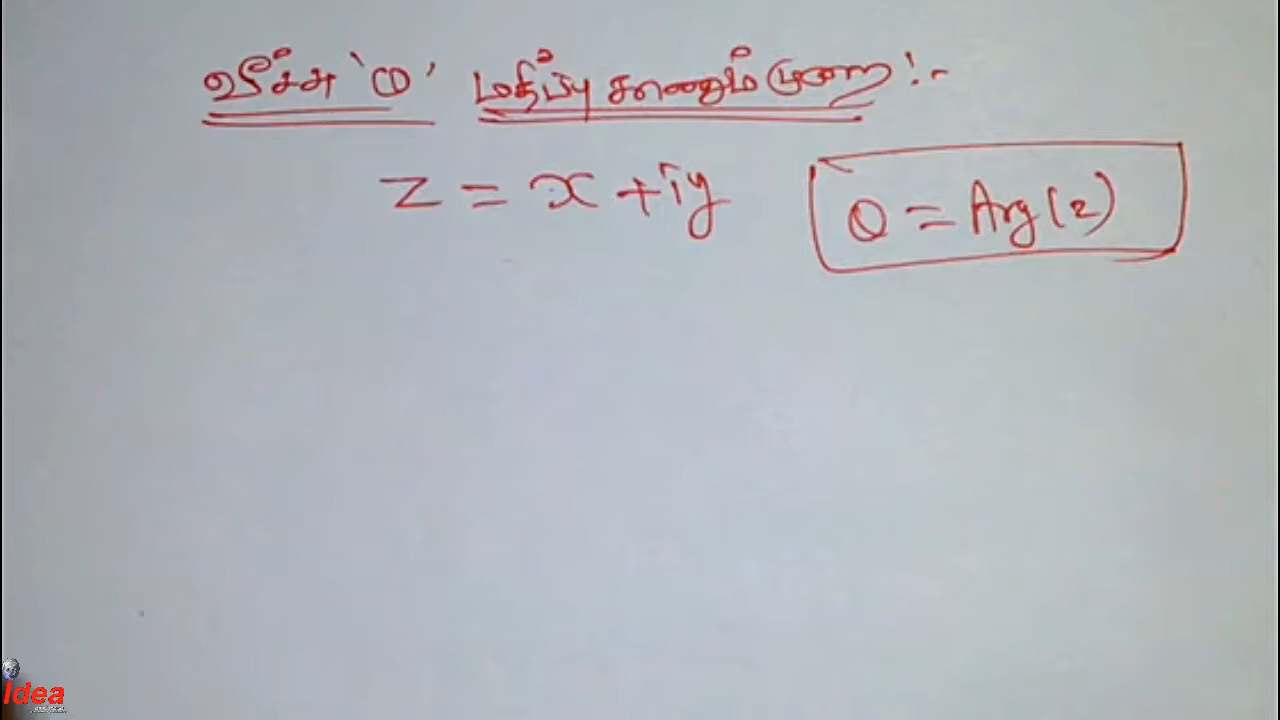 வீச்சு 'θ' மதிப்பு காணும் முறை :-
z = x + iy
θ = Arg(z)
Idea